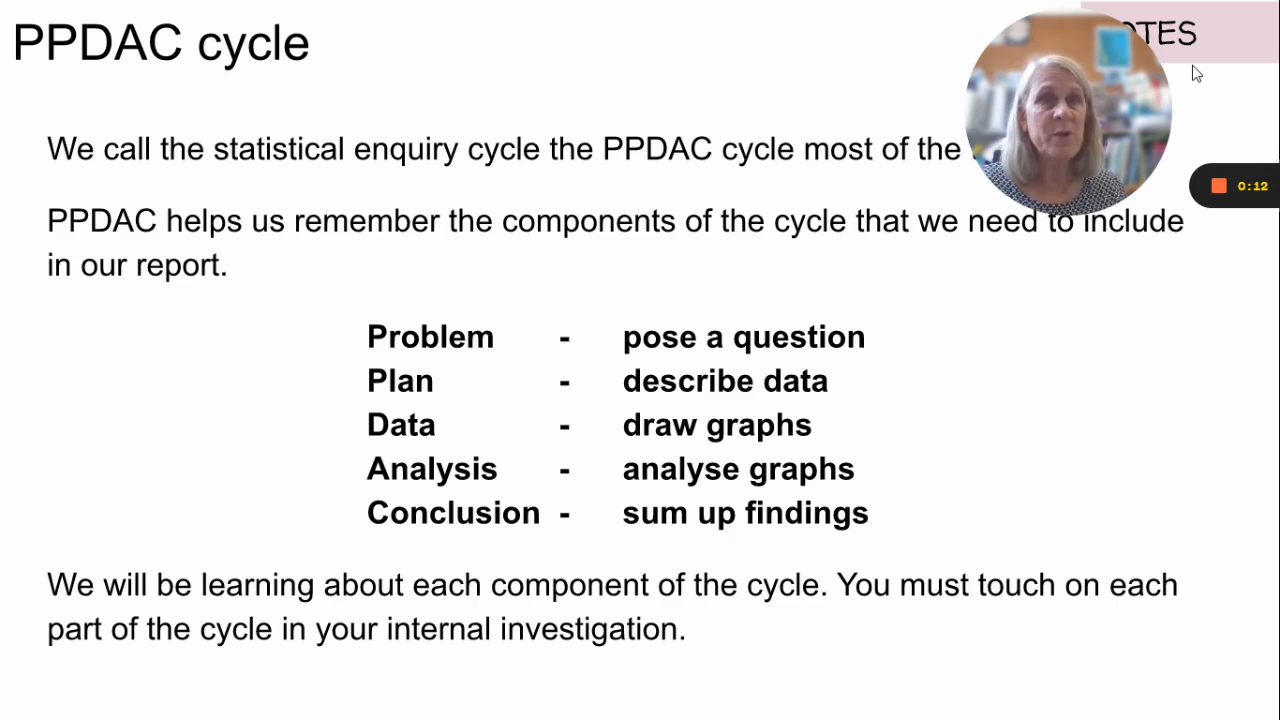 PPDAC cycle
OTES
We call the statistical enquiry cycle the PPDAC cycle most of the
0:12
PPDAC helps us remember the components of the cycle that we need to include
in our report.
Problem - pose a question
Plan - describe data
Data - draw graphs
Analysis - analyse graphs
Conclusion - sum up findings
We will be learning about each component of the cycle. You must touch on each
part of the cycle in your internal investigation.